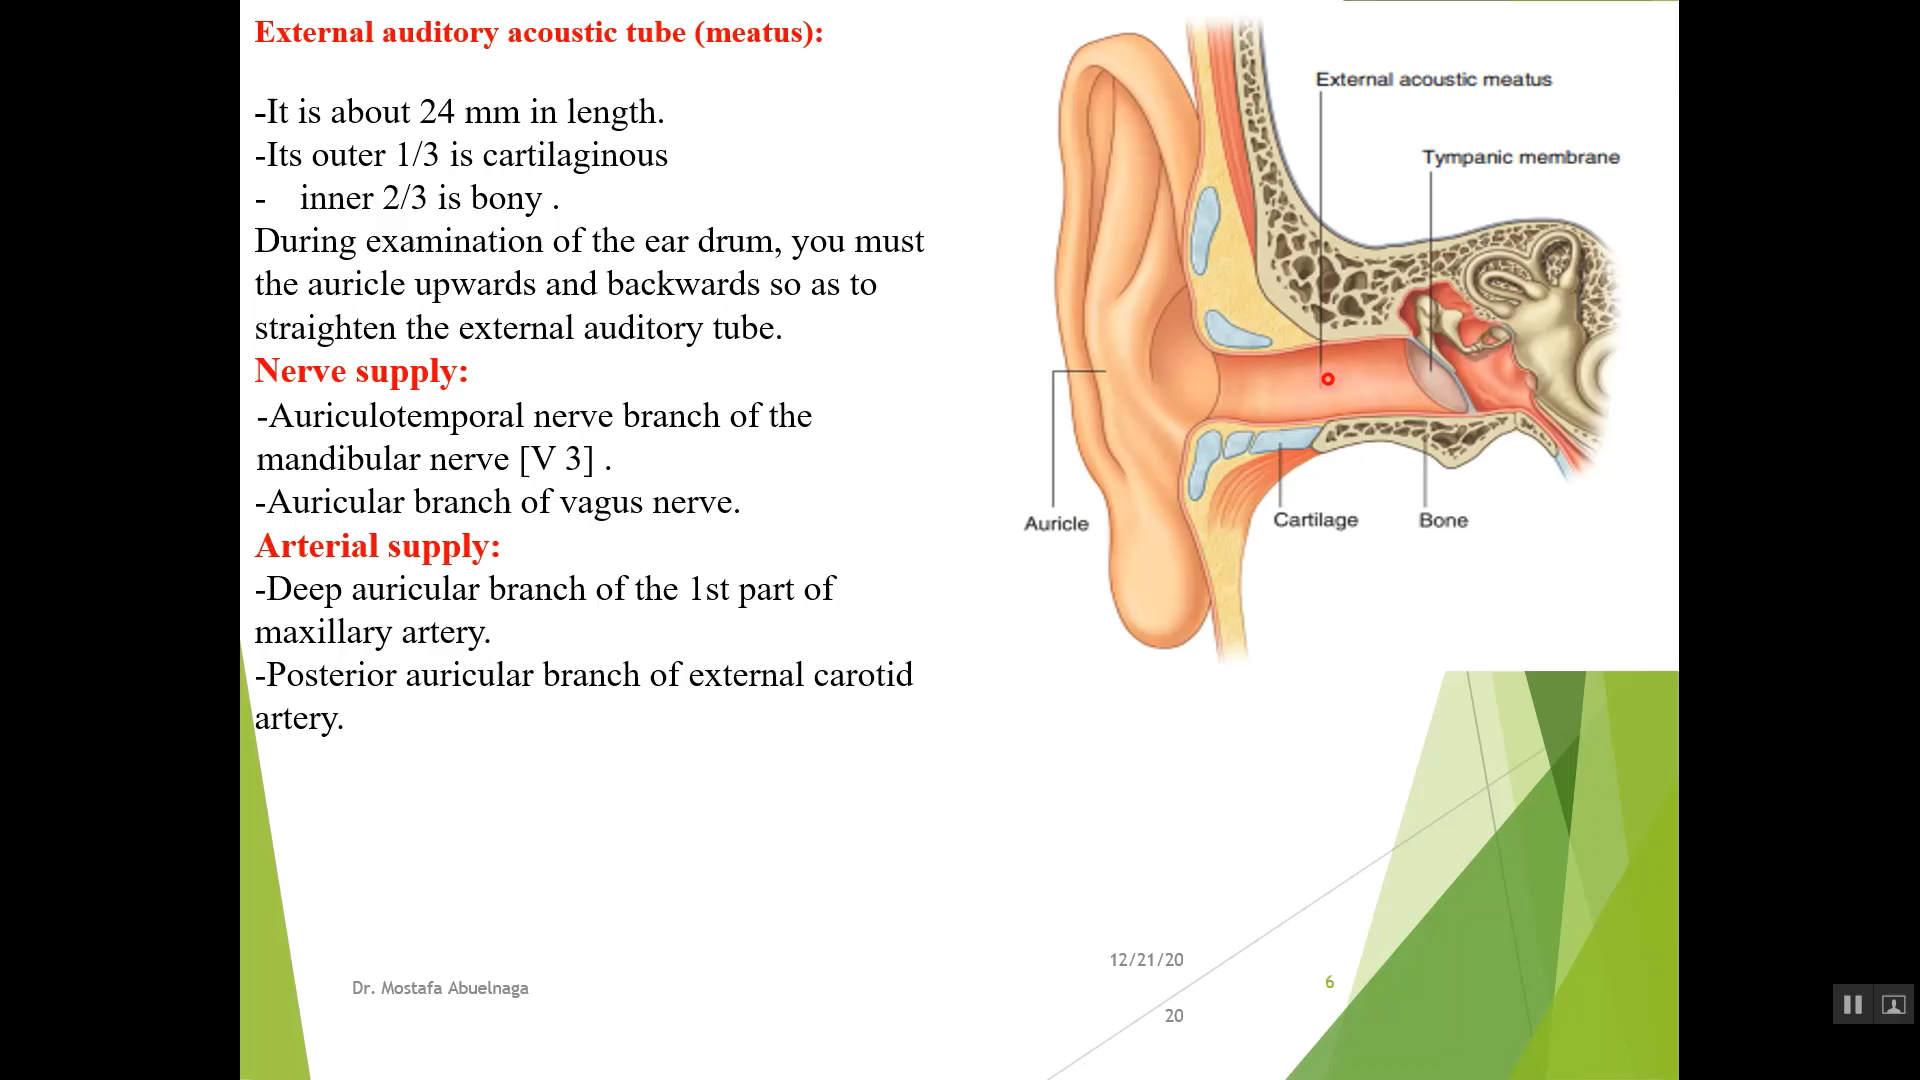 External auditory acoustic tube (meatus):
-It is about 24 mm in length.
-Its outer 1/3 is cartilaginous
- inner 2/3 is bony .
During examination of the ear drum, you must
the auricle upwards and backwards so as to
straighten the external auditory tube.
Nerve supply:
-Auriculotemporal nerve branch of the
mandibular nerve [V 3] .
-Auricular branch of vagus nerve.
Arterial supply:
-Deep auricular branch of the 1st part of
maxillary artery.
-Posterior auricular branch of external carotid
artery.
External acoustic meatus
Tympanic membrane
Auricle
Cartilage
Bone
Dr. Mostafa Abuelnaga
12/21/20
20
6